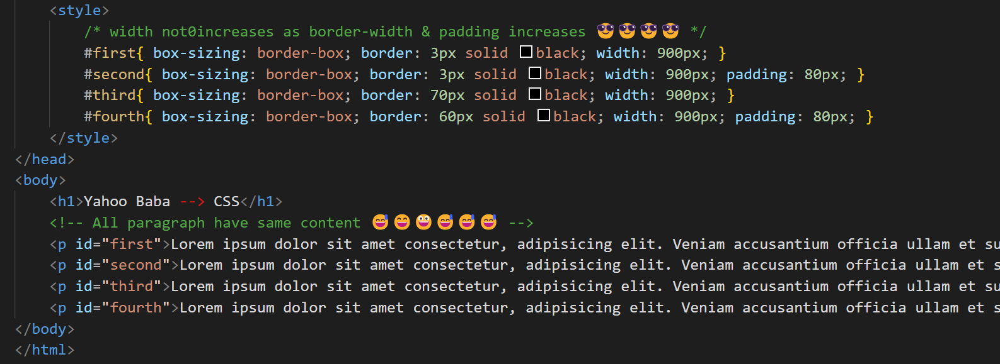 <style>
/* width not0increases as border-width & padding increases 😎😎😎😎 */
#first{ box-sizing: border-box; border: 3px solid black; width: 900px; }
#second{ box-sizing: border-box; border: 3px solid black; width: 900px; padding: 80px; }
#third{ box-sizing: border-box; border: 70px solid black; width: 900px; }
#fourth{ box-sizing: border-box; border: 60px solid black; width: 900px; padding: 80px; }
</style>
</head>
<body>
<h1>Yahoo Baba --> CSS</h1>
<!-- All paragraph have same content 😅😄🤪😅😅😅 -->
<p id="first">Lorem ipsum dolor sit amet consectetur, adipisicing elit. Veniam accusantium officia ullam et su
<p id="second">Lorem ipsum dolor sit amet consectetur, adipisicing elit. Veniam accusantium officia ullam et s
<p id="third">Lorem ipsum dolor sit amet consectetur, adipisicing elit. Veniam accusantium officia ullam et su
<p id="fourth">Lorem ipsum dolor sit amet consectetur, adipisicing elit. Veniam accusantium officia ullam et s
</body>
</html>